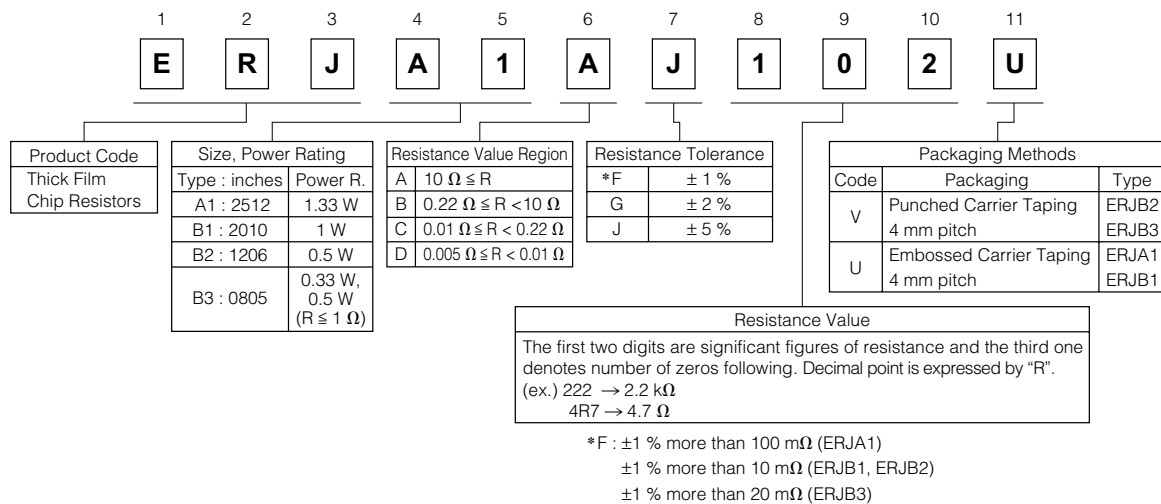 1 2 3 4 5 6 7 8 9 10 11
E R J A 1 A J 1 0 2 U
Product Code
Thick Film
Chip Resistors
Size, Power Rating
Type : inches Power R.
A1 : 2512 1.33 W
B1 : 2010 1 W
B2 : 1206 0.5 W
B3 : 0805 0.33 W,
0.5 W
(R ≦ 1 Ω)
Resistance Value Region
A 10 Ω ≦ R
B 0.22 Ω ≦ R <10 Ω
C 0.01 Ω ≦ R < 0.22 Ω
D 0.005 Ω ≦ R < 0.01 Ω
Resistance Tolerance
*F ± 1 %
G ± 2 %
J ± 5 %
Packaging Methods
Code Packaging Type
V Punched Carrier Taping ERJB2
4 mm pitch ERJB3
U Embossed Carrier Taping ERJA1
4 mm pitch ERJB1
Resistance Value
The first two digits are significant figures of resistance and the third one
denotes number of zeros following. Decimal point is expressed by “R”.
(ex.) 222 → 2.2 kΩ
4R7 → 4.7 Ω
*F : ±1 % more than 100 mΩ (ERJA1)
±1 % more than 10 mΩ (ERJB1, ERJB2)
±1 % more than 20 mΩ (ERJB3)